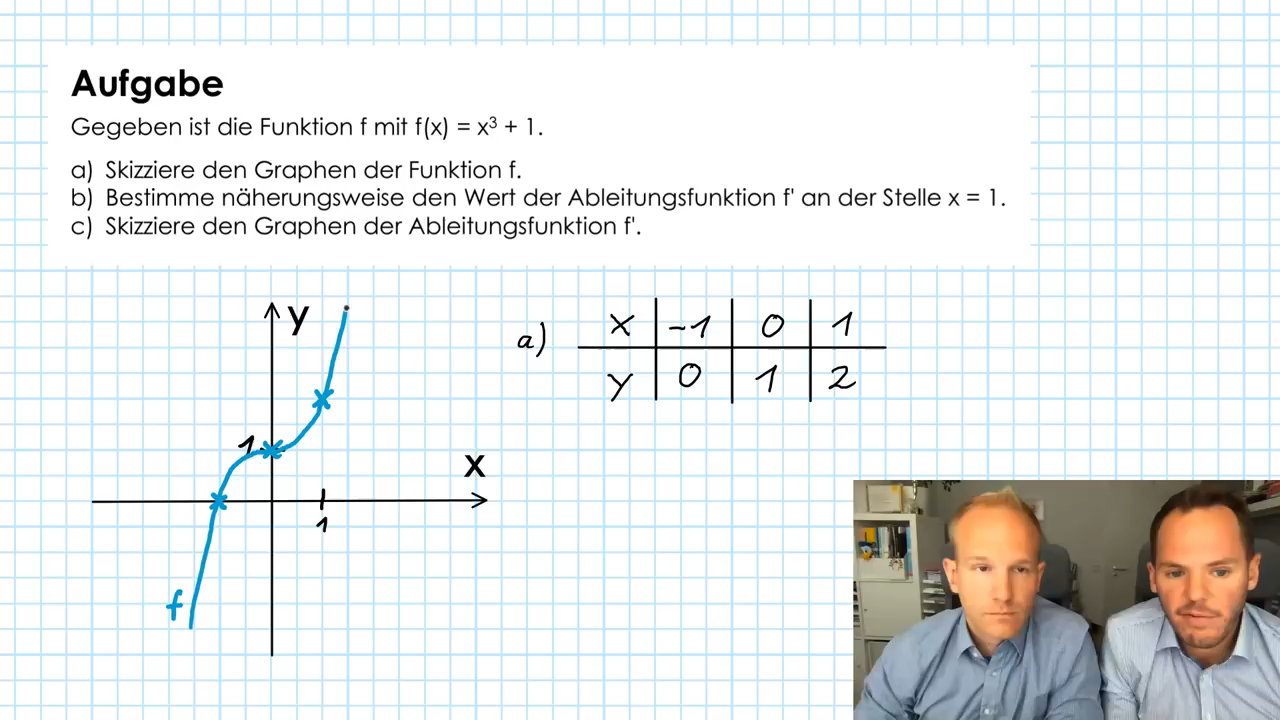 Aufgabe
Gegeben ist die Funktion f mit f(x) = x³ + 1.
a) Skizziere den Graphen der Funktion f.
b) Bestimme näherungsweise den Wert der Ableitungsfunktion f' an der Stelle x = 1.
c) Skizziere den Graphen der Ableitungsfunktion f'.
y
1
x
1
f
a)
x -1 0 1
y 0 1 2